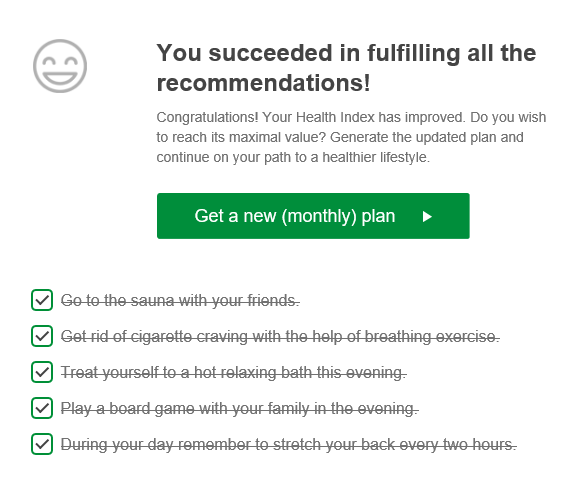 You succeeded in fulfilling all the
recommendations!
Congratulations! Your Health Index has improved. Do you wish
to reach its maximal value? Generate the updated plan and
continue on your path to a healthier lifestyle.
Get a new (monthly) plan
Go to the sauna with your friends.
Get rid of cigarette craving with the help of breathing exercise.
Treat yourself to a hot relaxing bath this evening.
Play a board game with your family in the evening.
During your day remember to stretch your back every two hours.